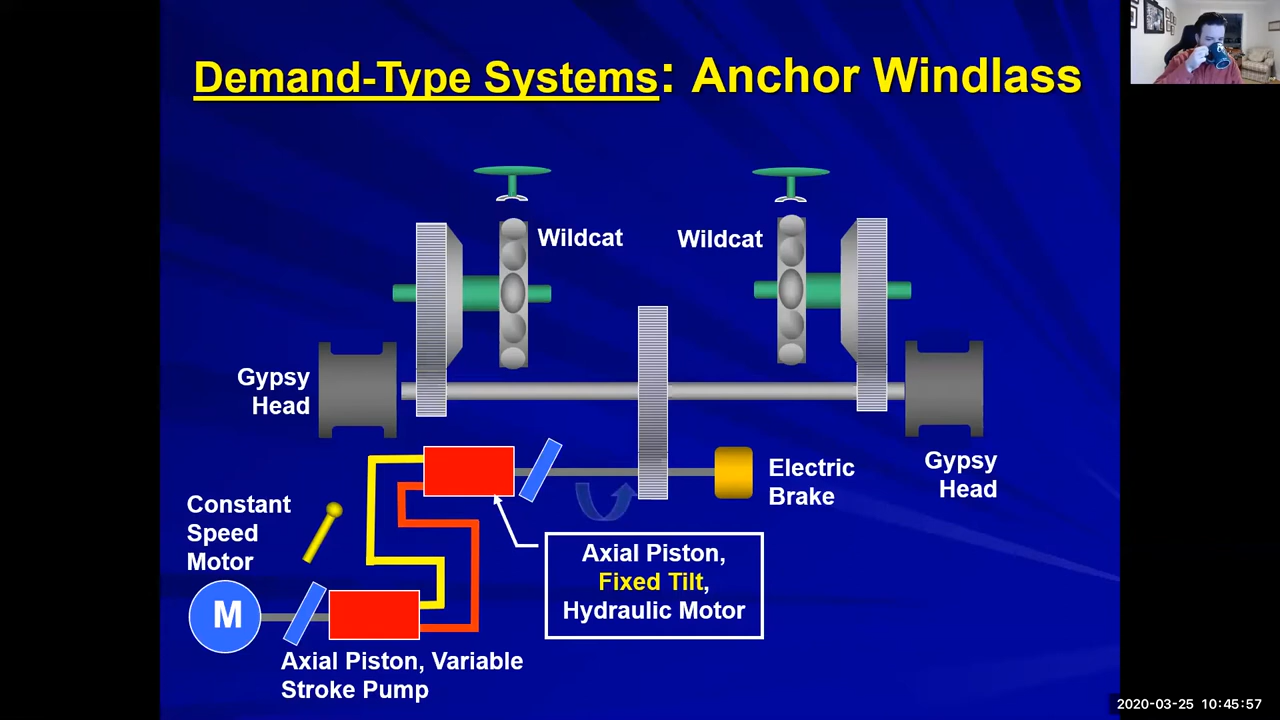 Demand-Type Systems: Anchor Windlass
Wildcat
Wildcat
Gypsy
Head
Gypsy
Head
Electric
Brake
Constant
Speed
Motor
Axial Piston,
Fixed Tilt,
Hydraulic Motor
M
Axial Piston, Variable
Stroke Pump
2020-03-25 10:45:57